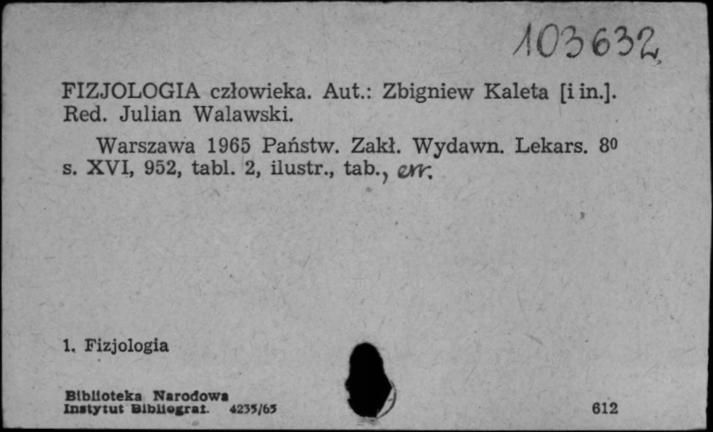 103632
FIZJOLOGIA człowieka. Aut.: Zbigniew Kaleta [i in.].
Red. Julian Walawski.
Warszawa 1965 Państw. Zakł. Wydawn. Lekars. 8⁰
s. XVI, 952, tabl. 2, ilustr., tab., err.
1. Fizjologia
Biblioteka Narodowa
Instytut Bibliograf. 4235/65
612